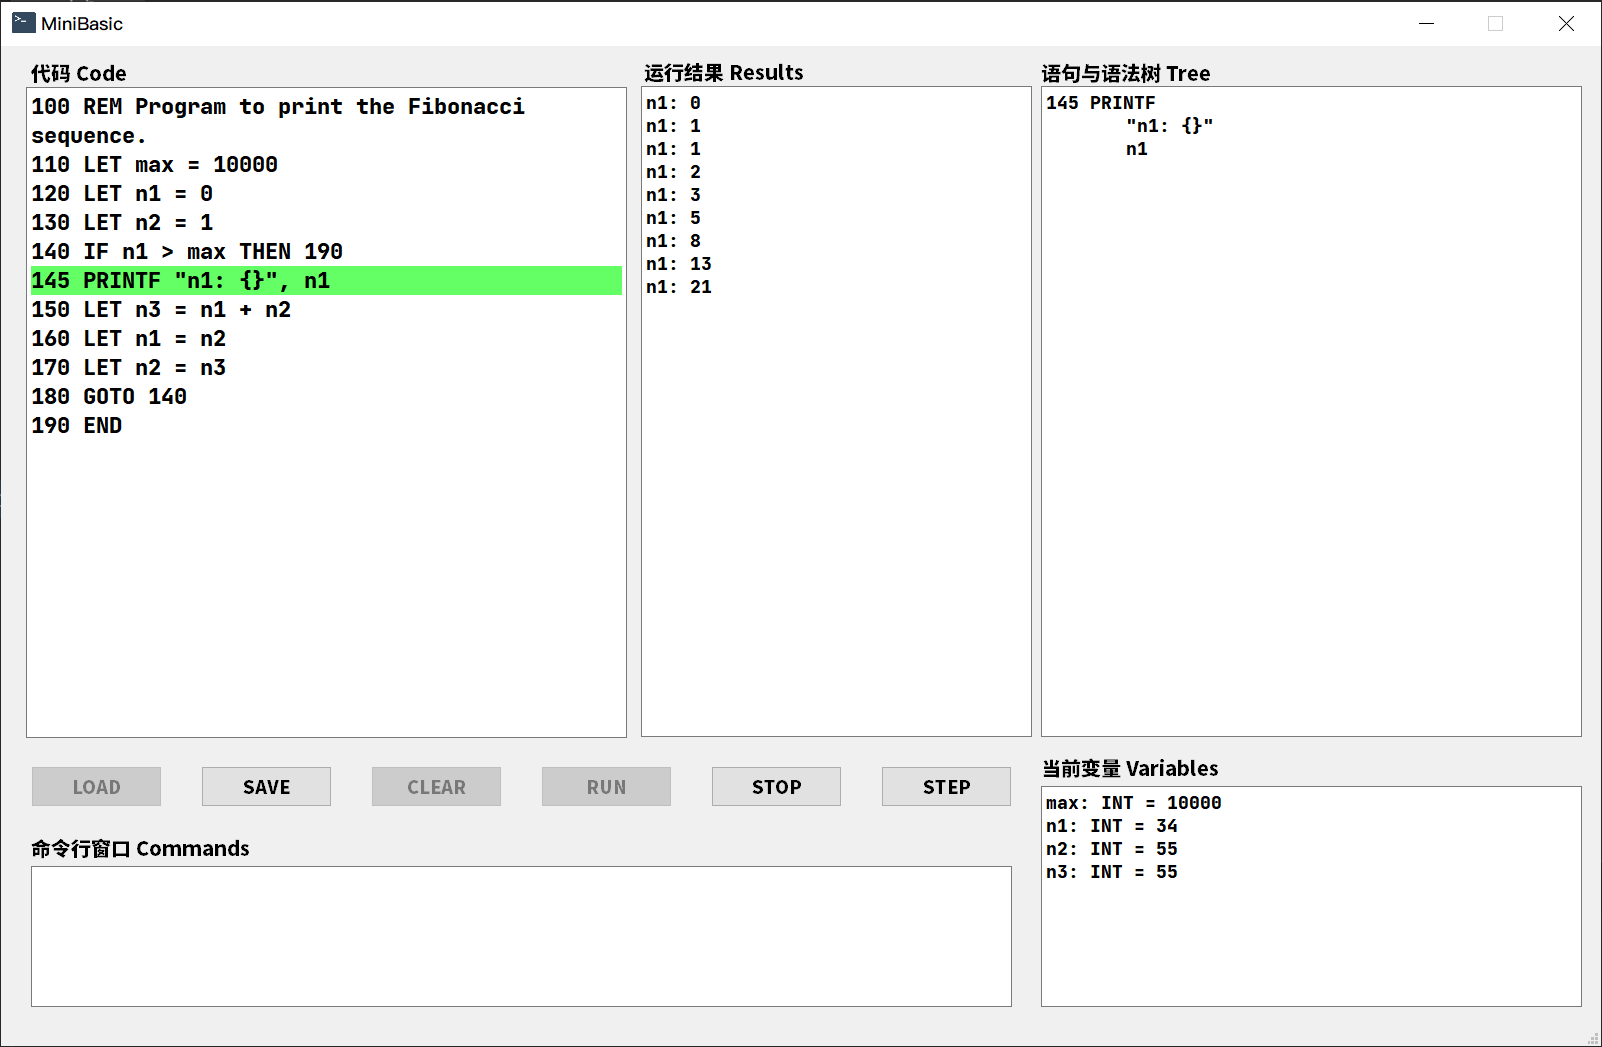 MiniBasic
代码 Code
100 REM Program to print the Fibonacci
sequence.
110 LET max = 10000
120 LET n1 = 0
130 LET n2 = 1
140 IF n1 > max THEN 190
145 PRINTF "n1: {}", n1
150 LET n3 = n1 + n2
160 LET n1 = n2
170 LET n2 = n3
180 GOTO 140
190 END
运行结果 Results
n1: 0
n1: 1
n1: 1
n1: 2
n1: 3
n1: 5
n1: 8
n1: 13
n1: 21
语句与语法树 Tree
145 PRINTF
"n1: {}"
n1
LOAD
SAVE
CLEAR
RUN
STOP
STEP
命令行窗口 Commands
当前变量 Variables
max: INT = 10000
n1: INT = 34
n2: INT = 55
n3: INT = 55